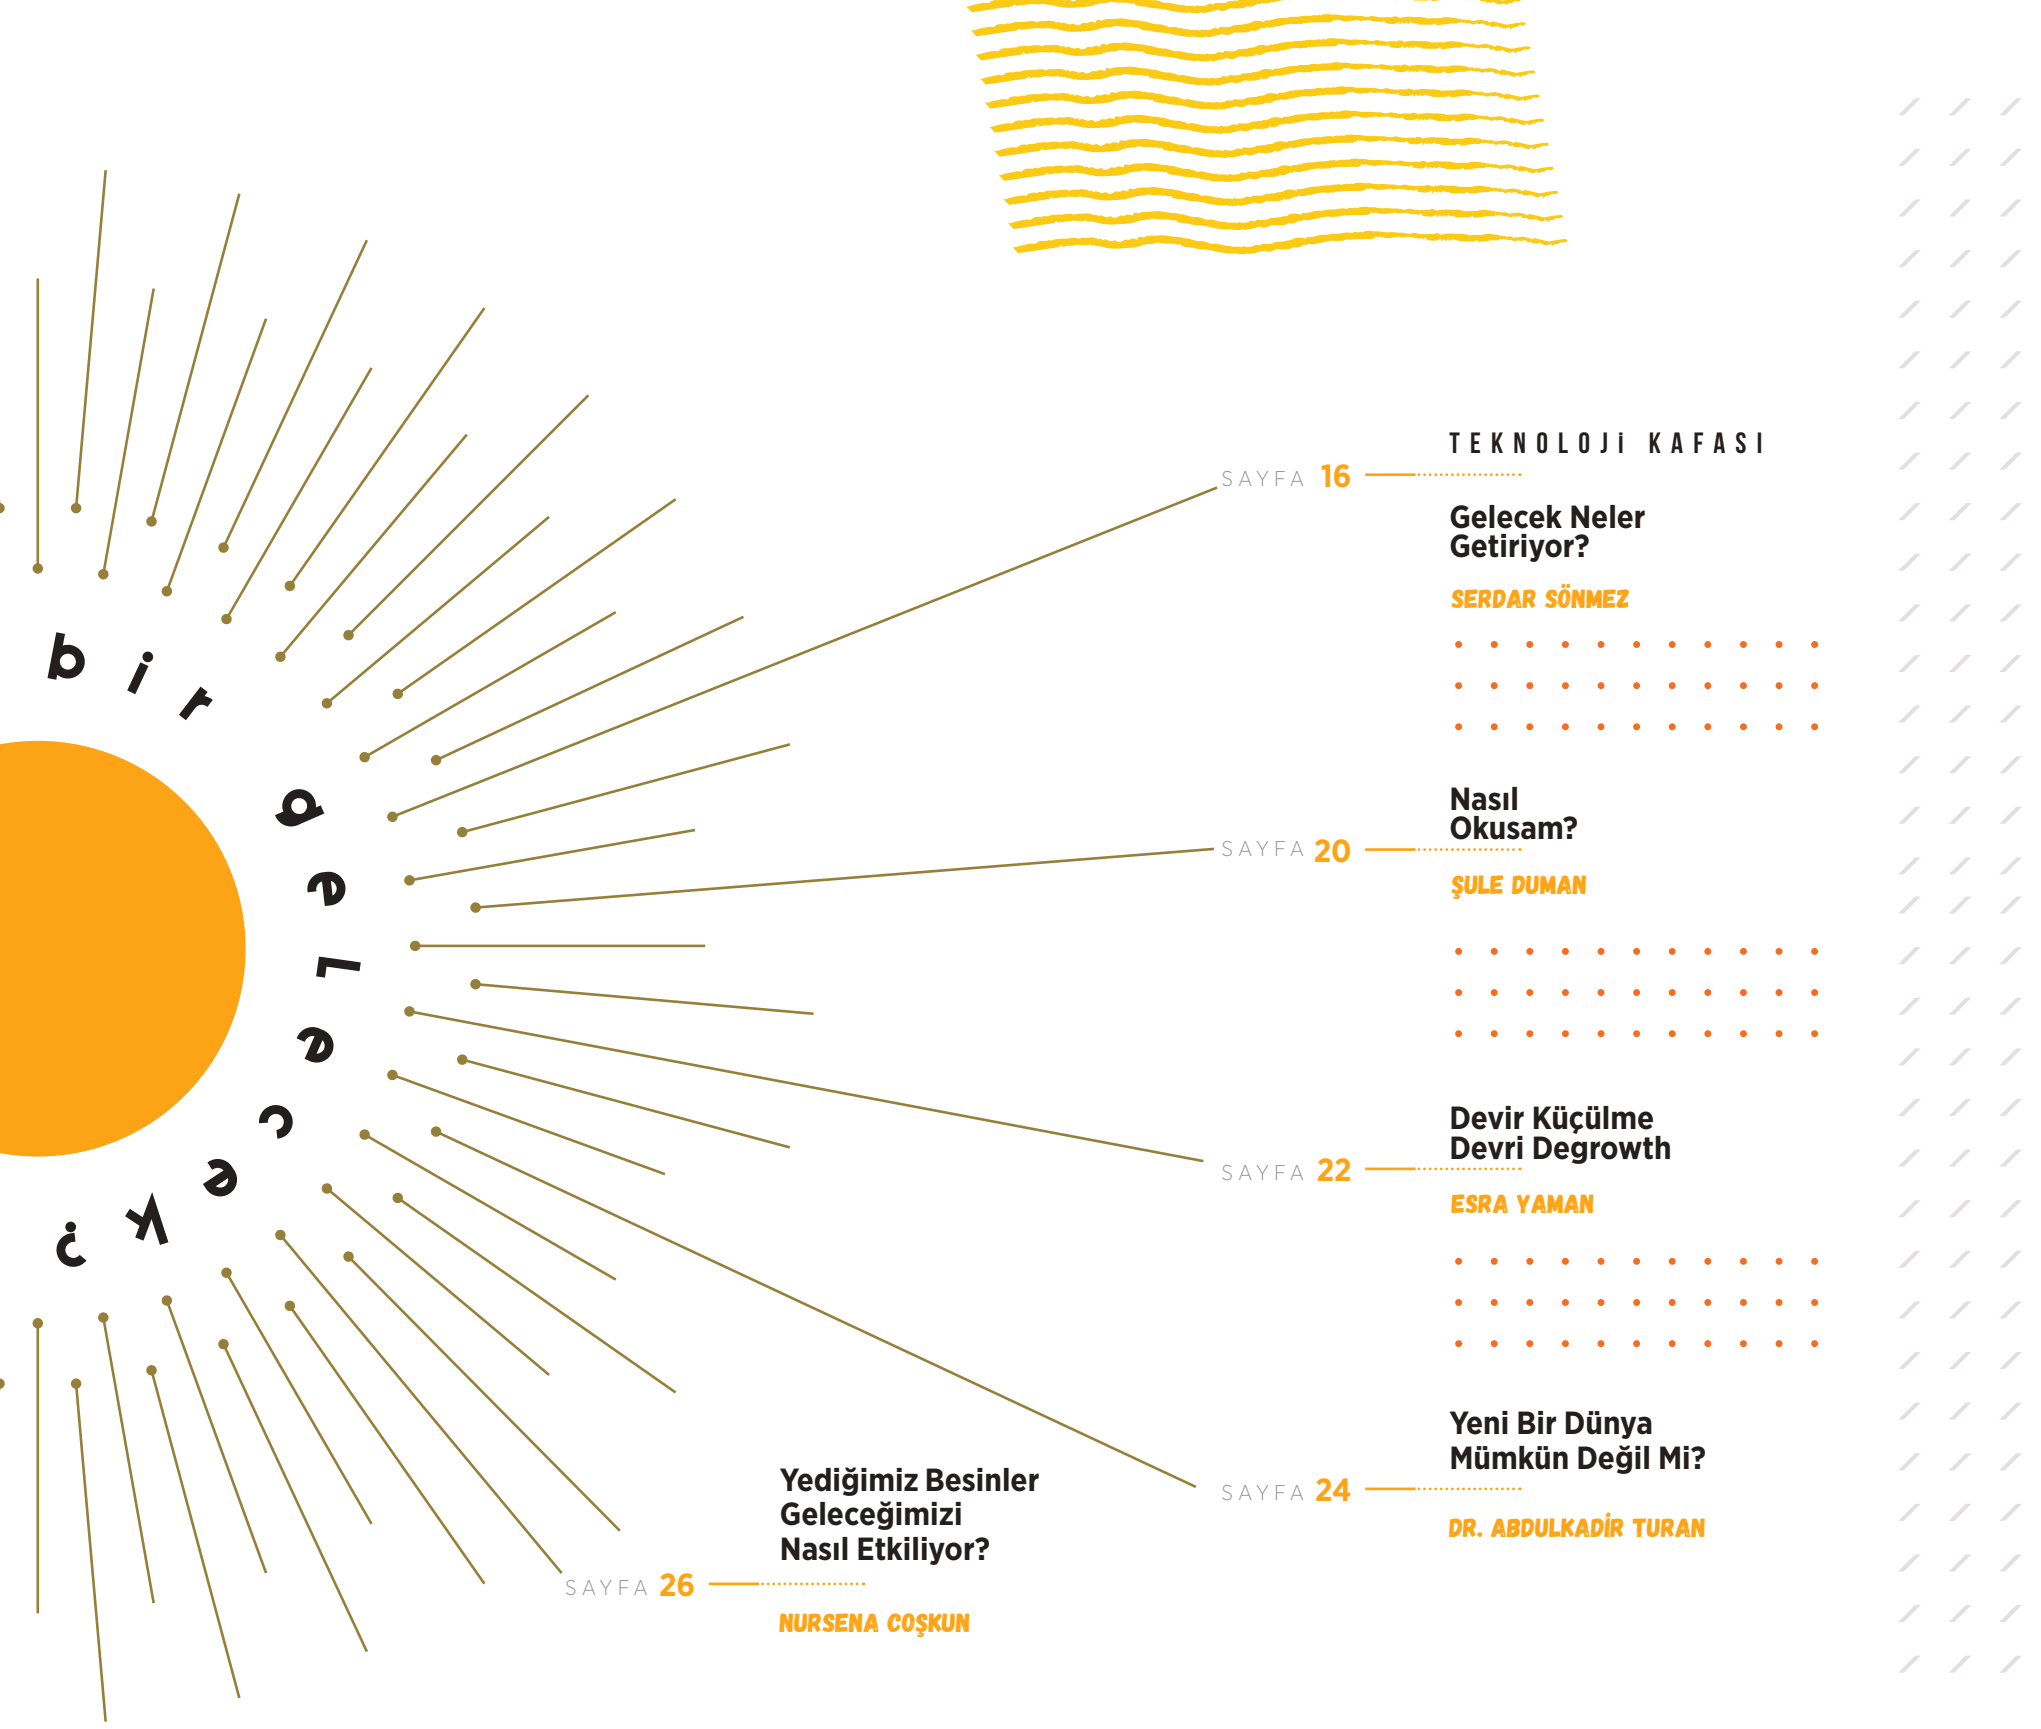 bir gelecek?
TEKNOLOJİ KAFASI
SAYFA 16
Gelecek Neler
Getiriyor?
SERDAR SÖNMEZ
Nasıl
Okusam?
SAYFA 20
ŞULE DUMAN
Devir Küçülme
Devri Degrowth
SAYFA 22
ESRA YAMAN
Yeni Bir Dünya
Mümkün Değil Mi?
SAYFA 24
DR. ABDULKADİR TURAN
Yediğimiz Besinler
Geleceğimizi
Nasıl Etkiliyor?
SAYFA 26
NURSENA COŞKUN